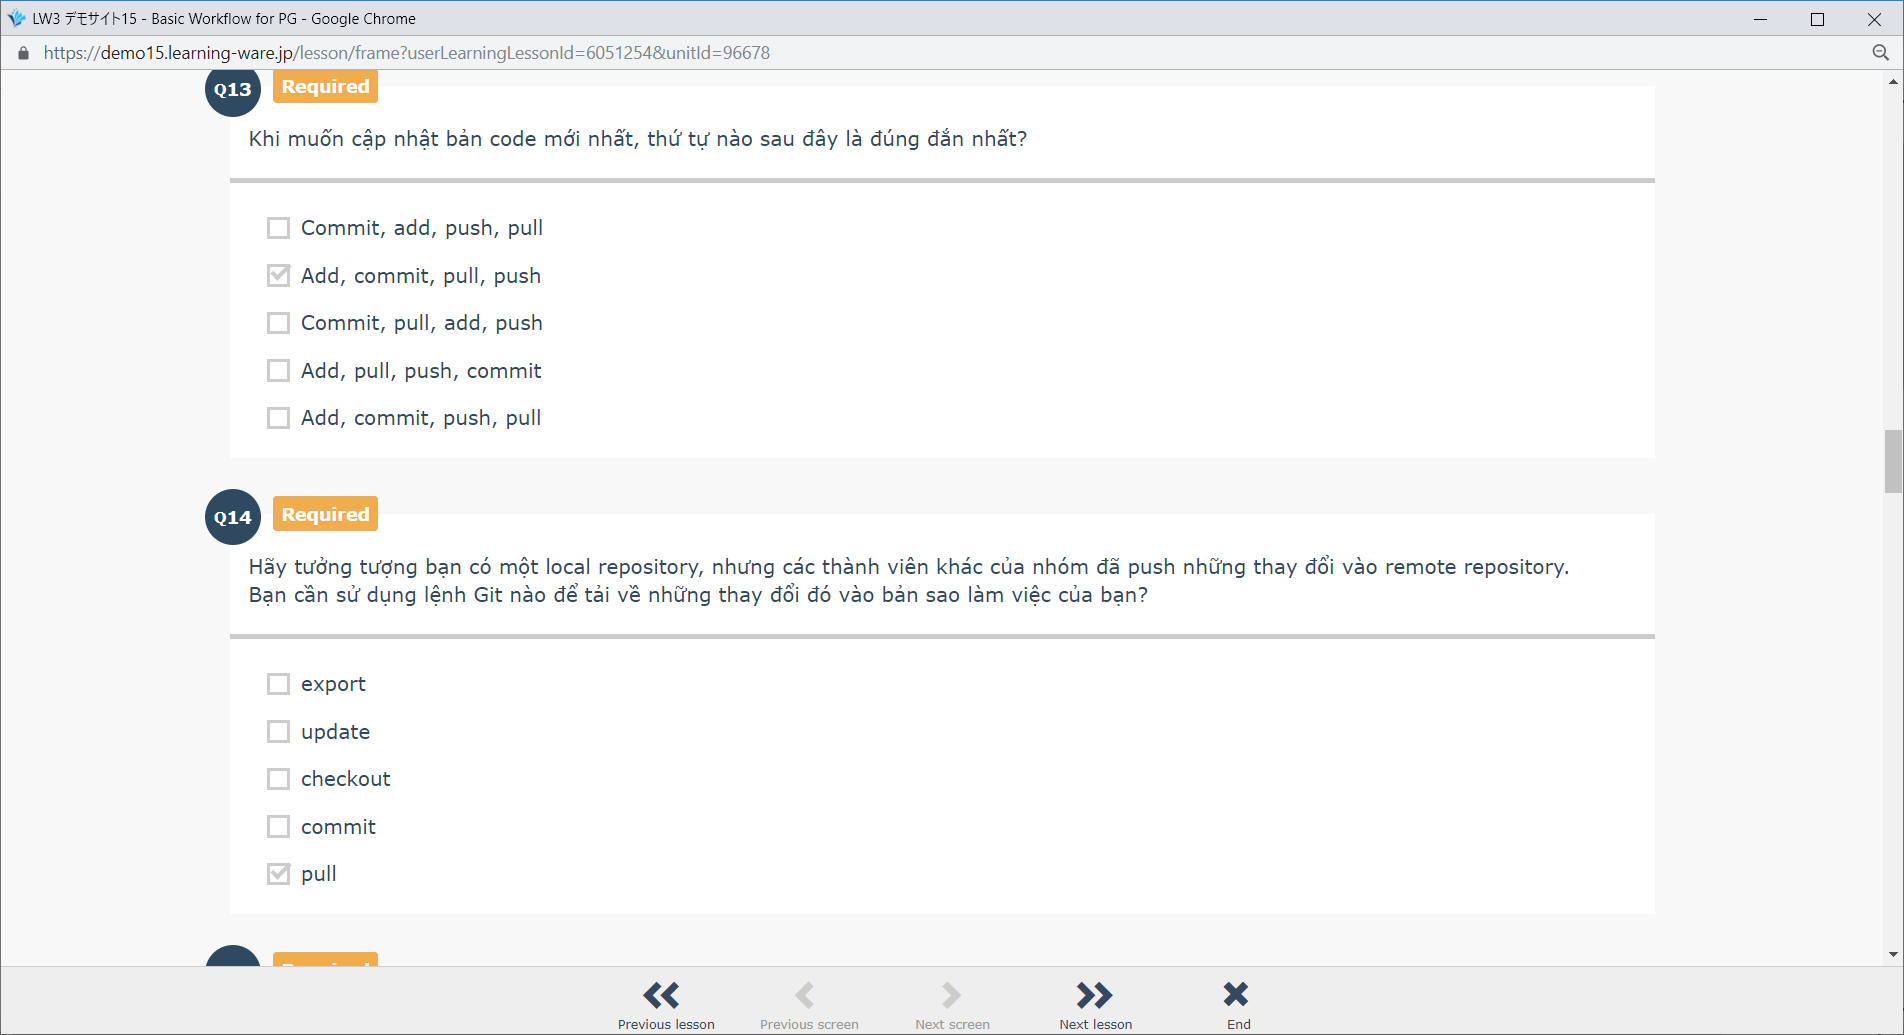 LW3 デモサイト15 - Basic Workflow for PG - Google Chrome
https://demo15.learning-ware.jp/lesson/frame?userLearningLessonId=6051254&unitId=96678
Q13 Required
Khi muốn cập nhật bản code mới nhất, thứ tự nào sau đây là đúng đắn nhất?
Commit, add, push, pull
Add, commit, pull, push
Commit, pull, add, push
Add, pull, push, commit
Add, commit, push, pull
Q14 Required
Hãy tưởng tượng bạn có một local repository, nhưng các thành viên khác của nhóm đã push những thay đổi vào remote repository.
Bạn cần sử dụng lệnh Git nào để tải về những thay đổi đó vào bản sao làm việc của bạn?
export
update
checkout
commit
pull
Previous lesson Previous screen Next screen Next lesson End